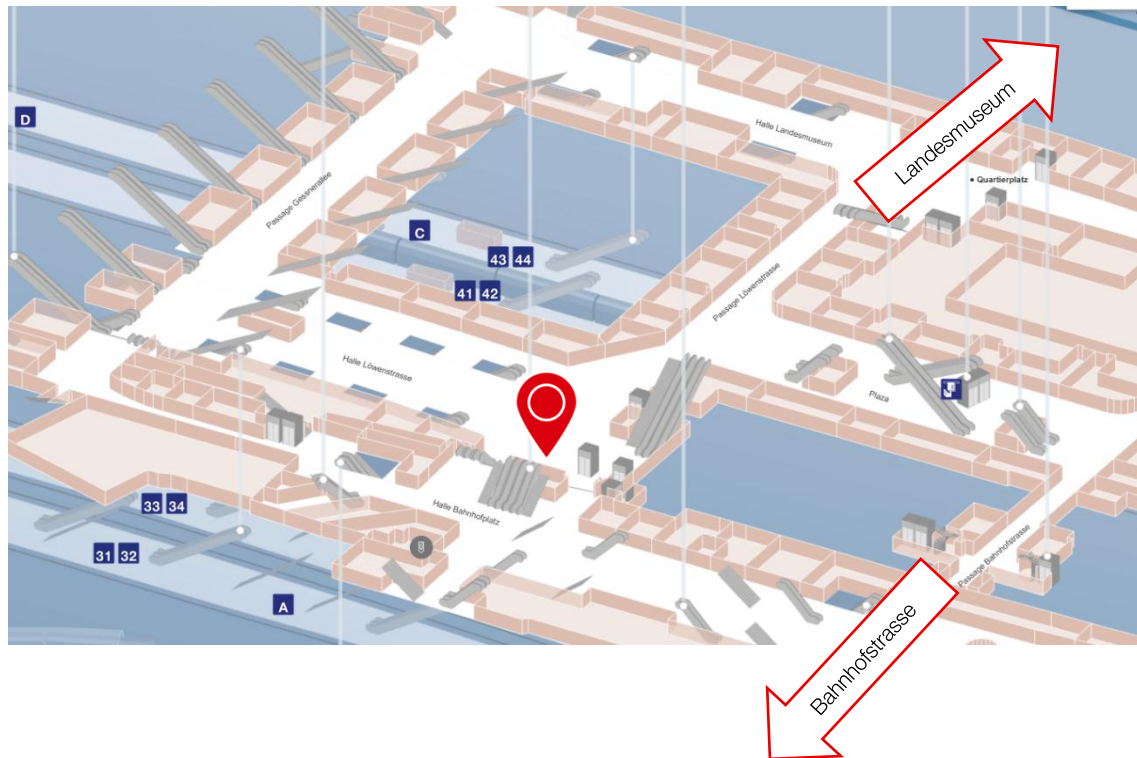 Landesmuseum
D
Halle Landesmuseum
Quartierplatz
Passage Gessnerallee
C
43 44
41 42
Passage Löwenstrasse
Halle Löwenstrasse
Plaza
Halle Bahnhofplatz
33 34
31 32
A
Passage Bahnhofstrasse
Bahnhofstrasse